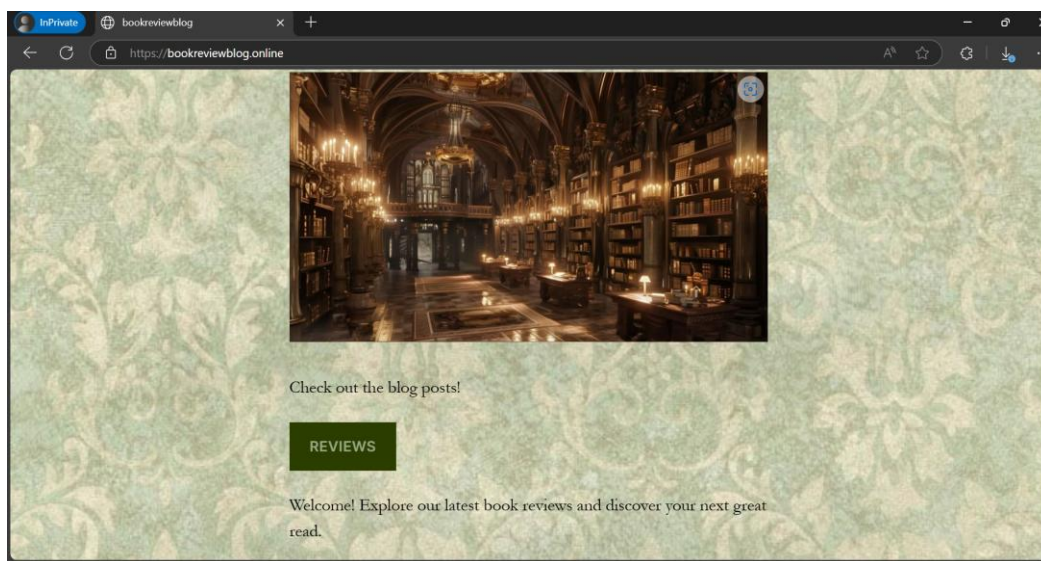 InPrivate
bookreviewblog
https://bookreviewblog.online
Check out the blog posts!
REVIEWS
Welcome! Explore our latest book reviews and discover your next great
read.